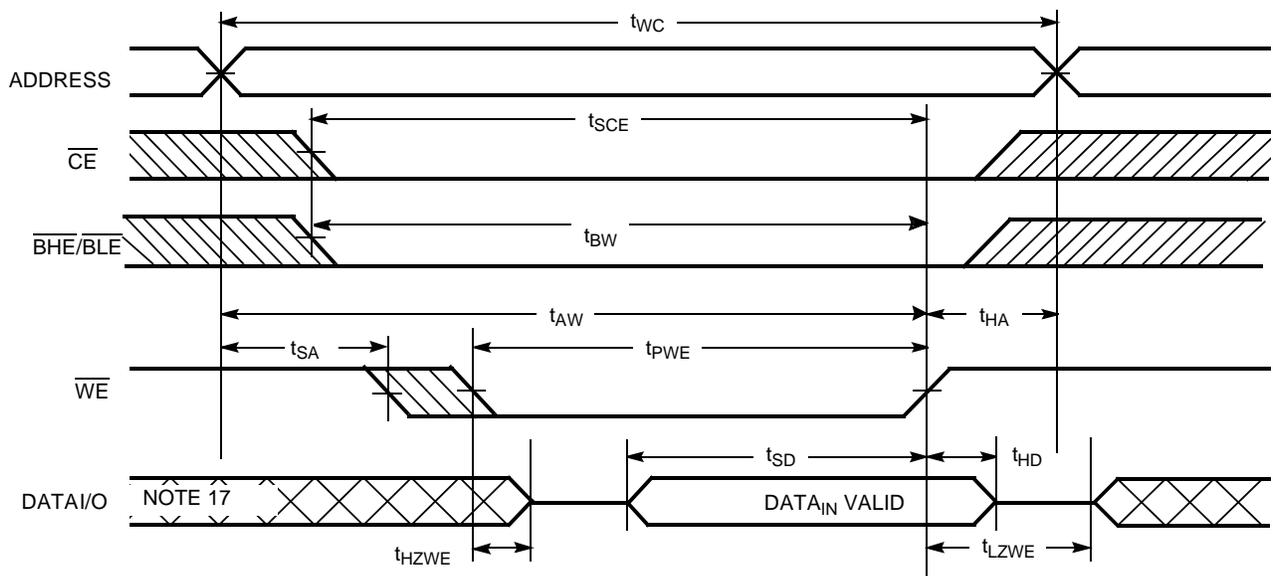 tWC
ADDRESS
tSCE
CE
tBW
BHE/BLE
tAW
tHA
tSA
tPWE
WE
tSD
tHD
DATAI/O
NOTE 17
DATAIN VALID
tHZWE
tLZWE